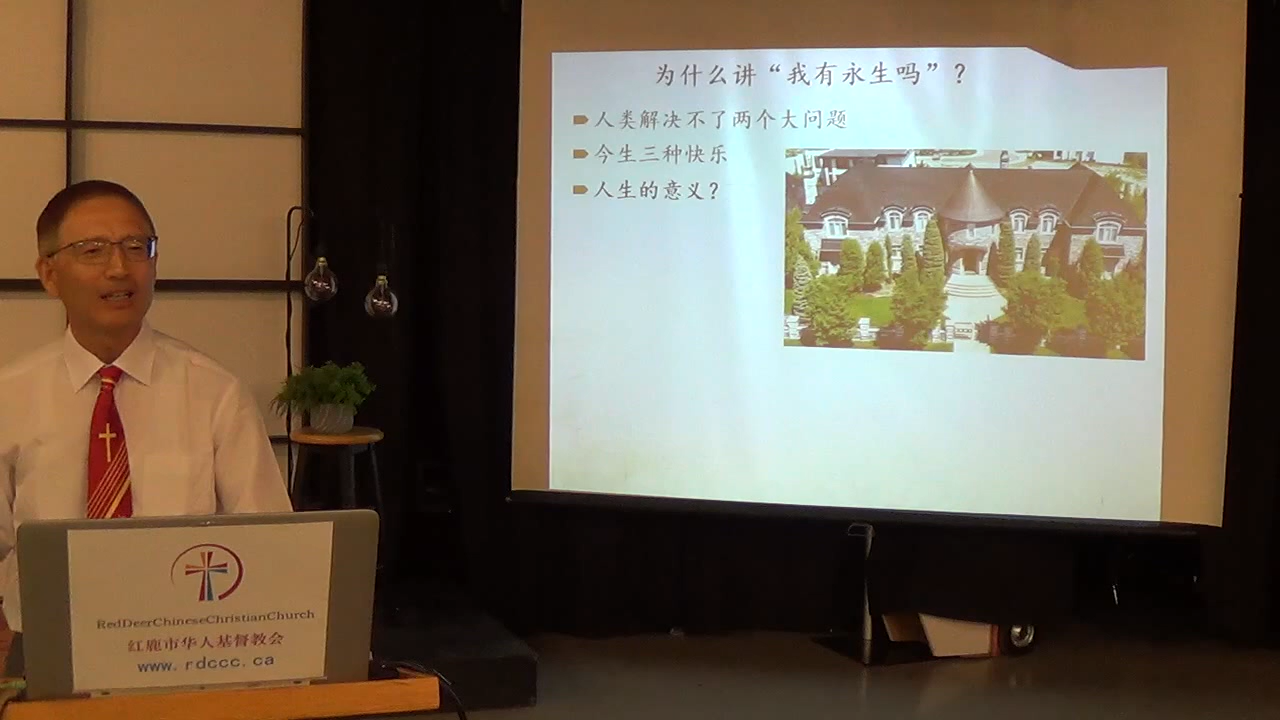 为什么讲“我有永生吗”？
人类解决不了两个大问题
今生三种快乐
人生的意义？
RedDeerChineseChristianChurch
红鹿市华人基督教会
www.rdccc.ca